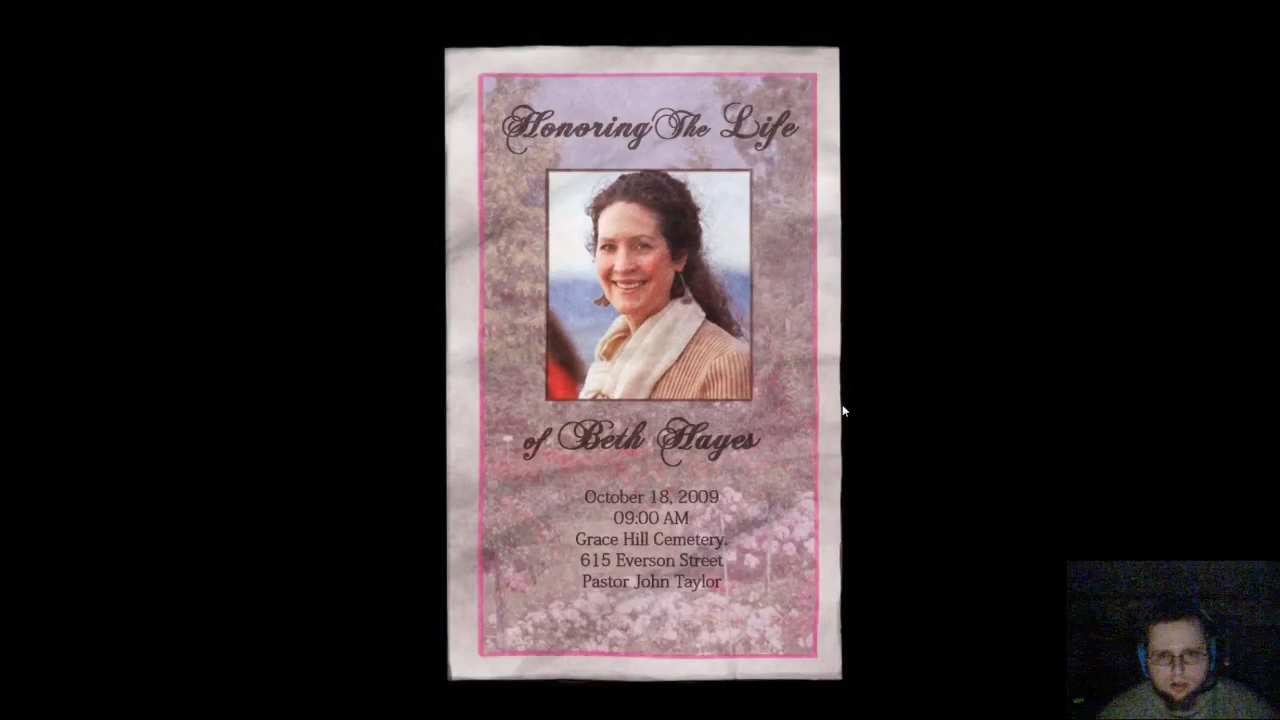 Honoring The Life
of Beth Hayes
October 18, 2009
09:00 AM
Grace Hill Cemetery.
615 Everson Street
Pastor John Taylor